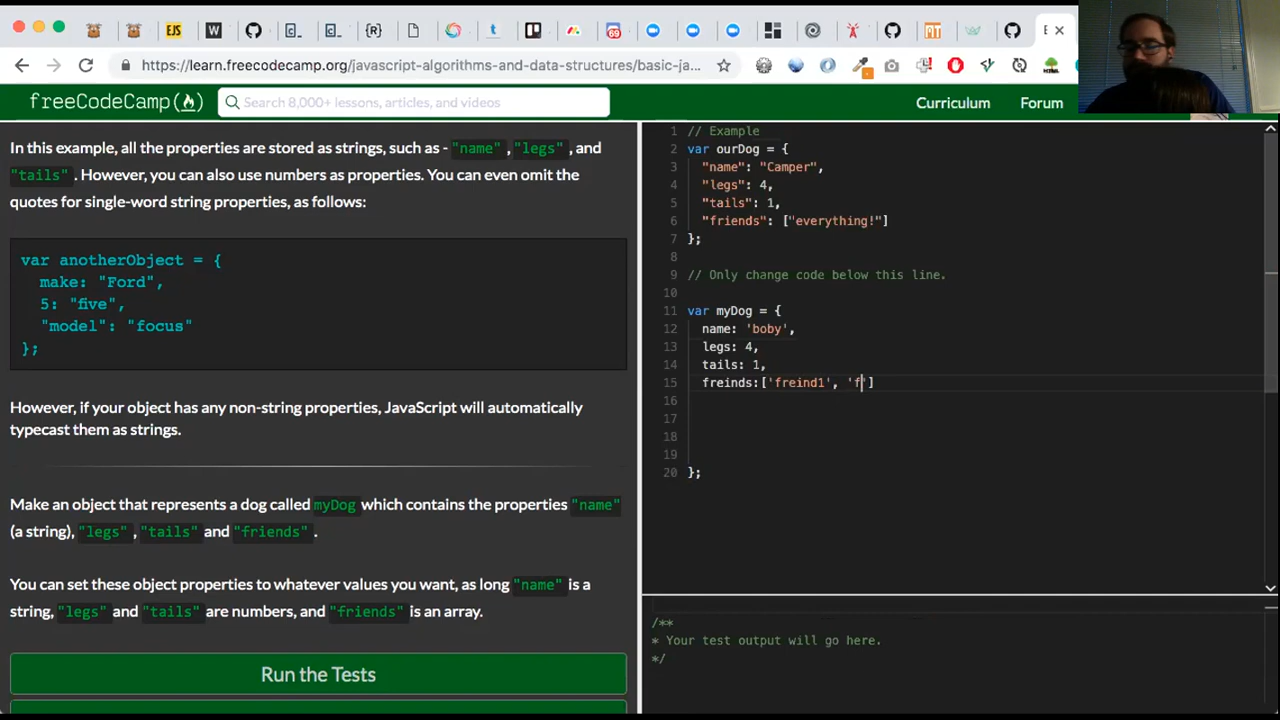 EJS
W
{R}
t
69
AT
E
https://learn.freecodecamp.org/javascript-algorithms-and-data-structures/basic-ja...
freeCodeCamp
Search 8,000+ lessons, articles, and videos
Curriculum
Forum
In this example, all the properties are stored as strings, such as - "name" , "legs" , and
"tails" . However, you can also use numbers as properties. You can even omit the
quotes for single-word string properties, as follows:
var anotherObject = {
make: "Ford",
5: "five",
"model": "focus"
};
However, if your object has any non-string properties, JavaScript will automatically
typecast them as strings.
Make an object that represents a dog called myDog which contains the properties "name"
(a string), "legs" , "tails" and "friends" .
You can set these object properties to whatever values you want, as long "name" is a
string, "legs" and "tails" are numbers, and "friends" is an array.
Run the Tests
1 // Example
2 var ourDog = {
3 "name": "Camper",
4 "legs": 4,
5 "tails": 1,
6 "friends": ["everything!"]
7 };
8
9 // Only change code below this line.
10
11 var myDog = {
12 name: 'boby',
13 legs: 4,
14 tails: 1,
15 freinds:['freind1', 'f']
16
17
18
19
20 };
/**
* Your test output will go here.
*/